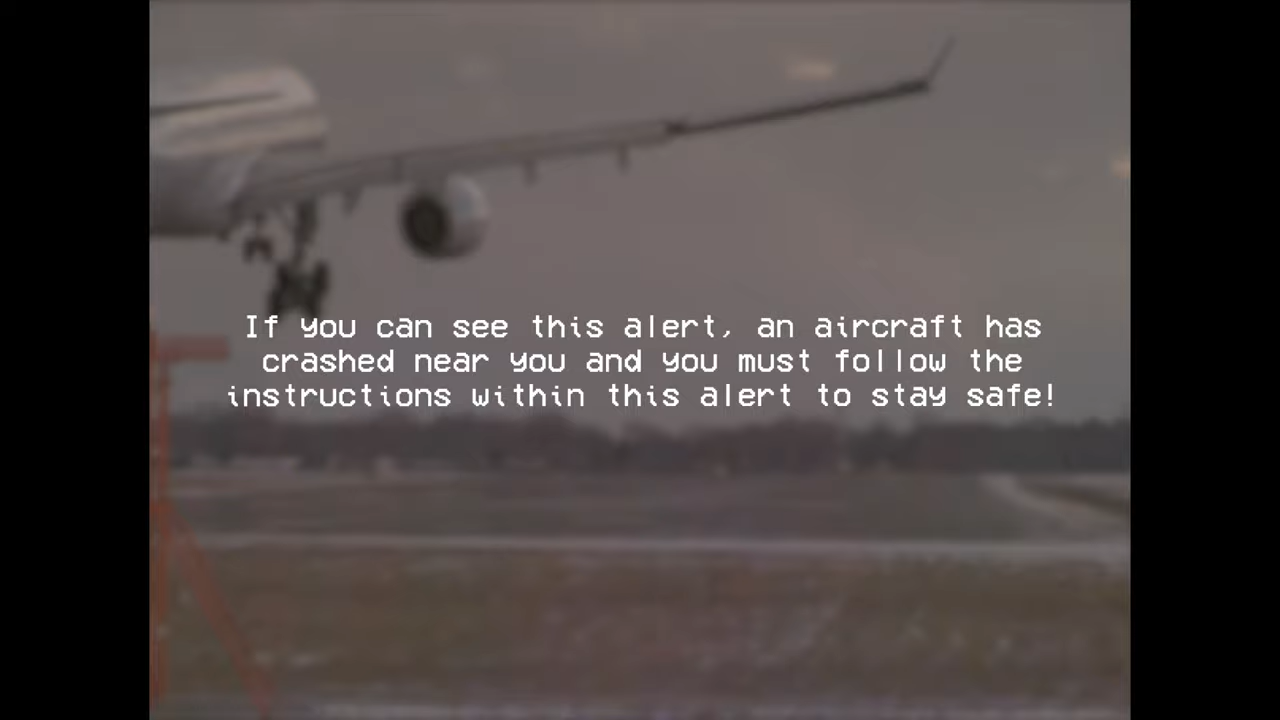 If you can see this alert, an aircraft has
crashed near you and you must follow the
instructions within this alert to stay safe!